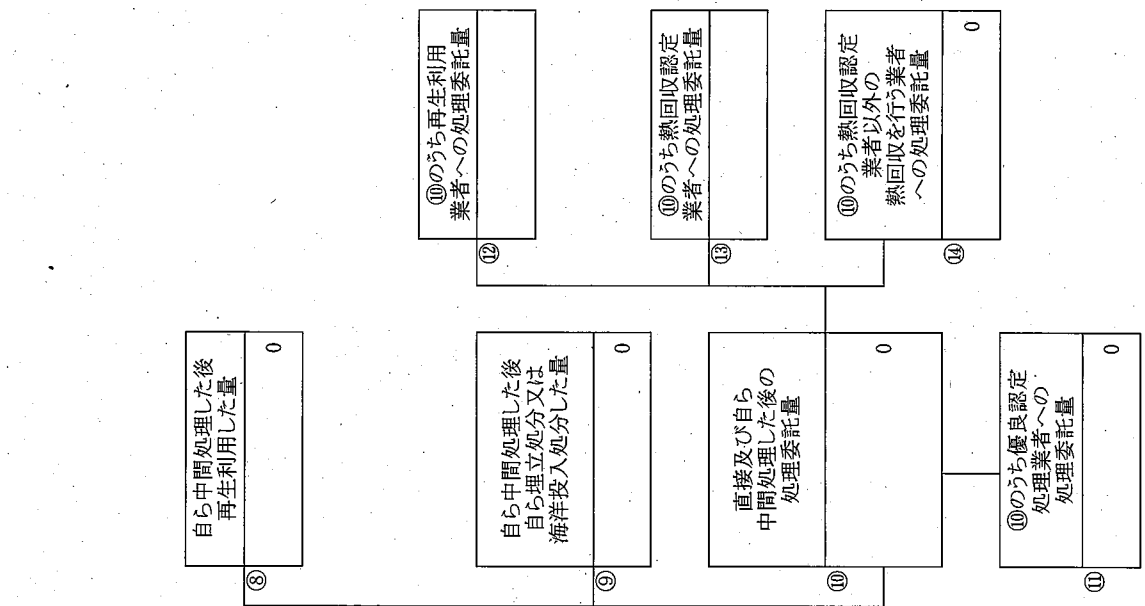 自ら中間処理した後
再生利用した量
⑧
0
自ら中間処理した後
自ら埋立処分又は
海洋投入処分した量
⑨
0
直接及び自ら
中間処理した後の
処理委託量
⑩
0
⑩のうち優良認定
処理業者への
処理委託量
⑪
0
⑩のうち再生利用
業者への処理委託量
⑫
⑩のうち熱回収認定
業者への処理委託量
⑬
⑩のうち熱回収認定
業者以外の
熱回収を行う業者
への処理委託量
⑭
0